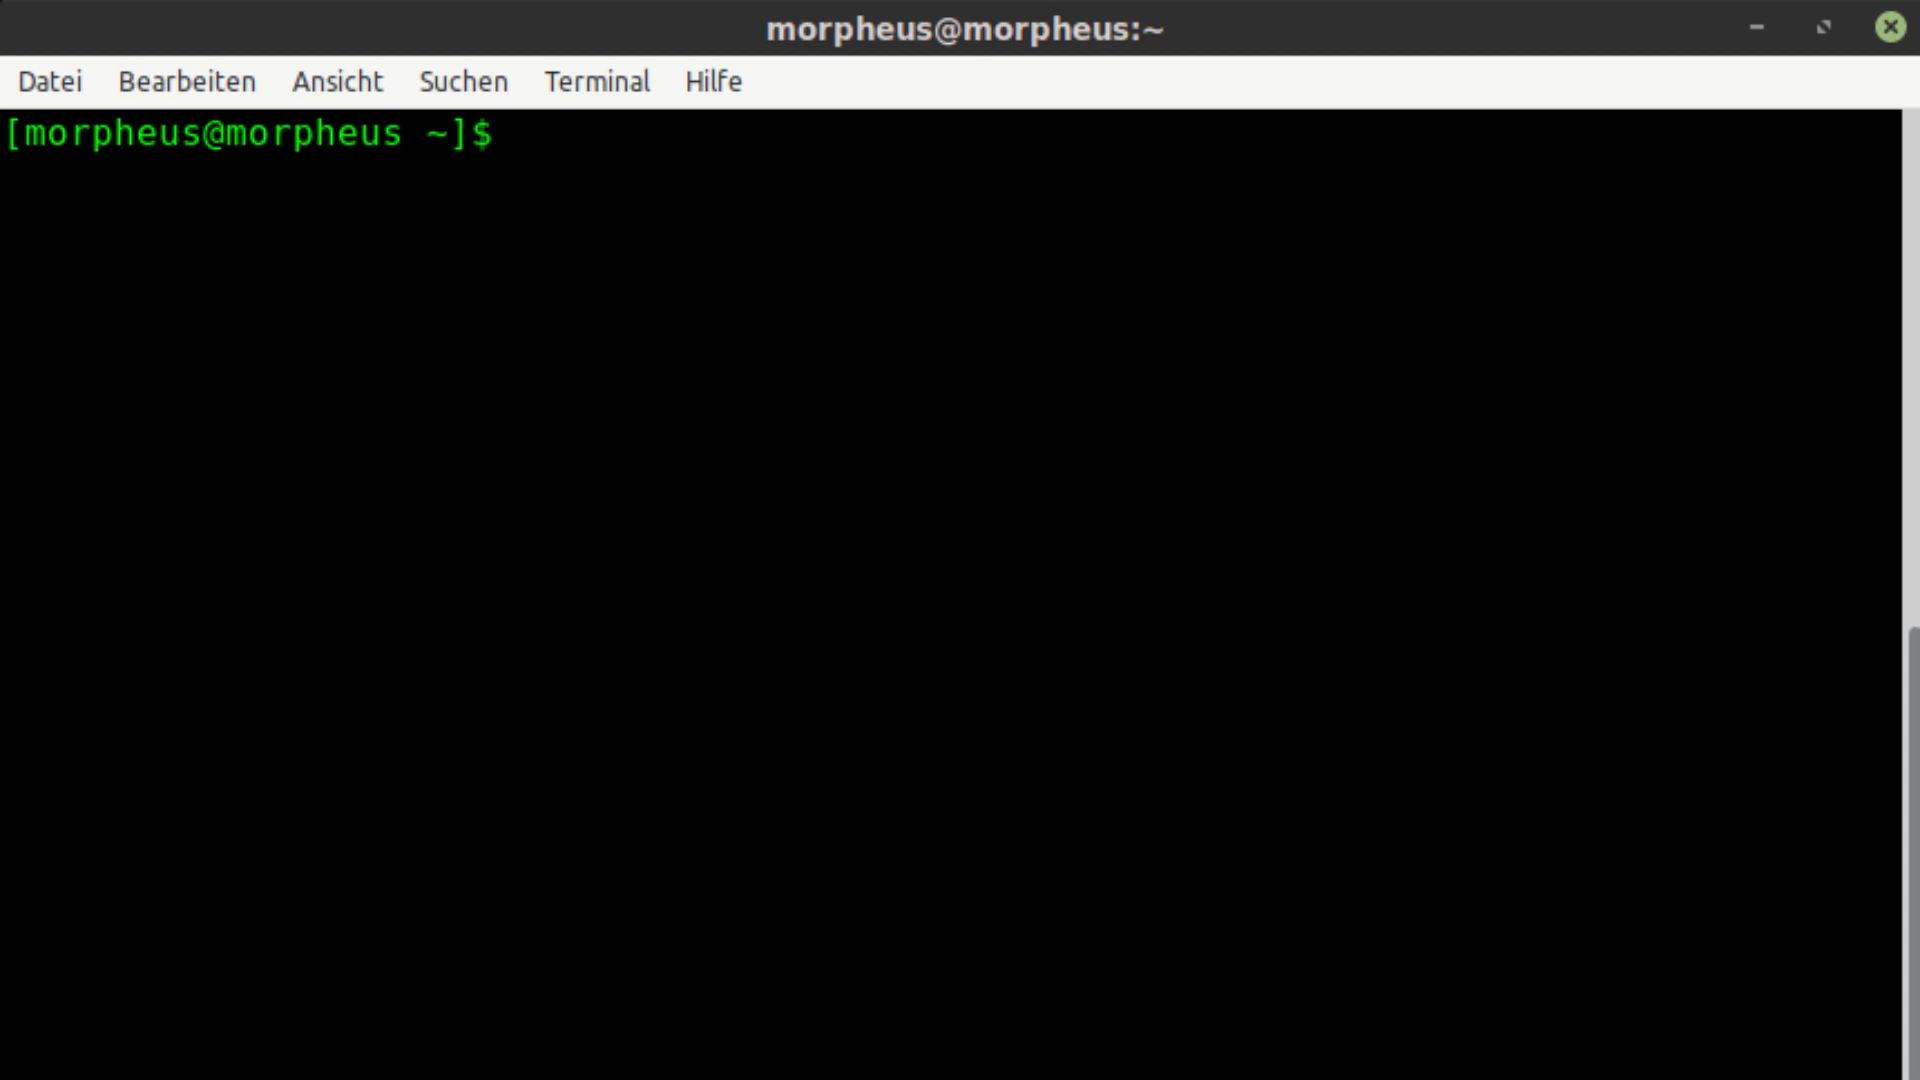 morpheus@morpheus:~
Datei Bearbeiten Ansicht Suchen Terminal Hilfe
[morpheus@morpheus ~]$